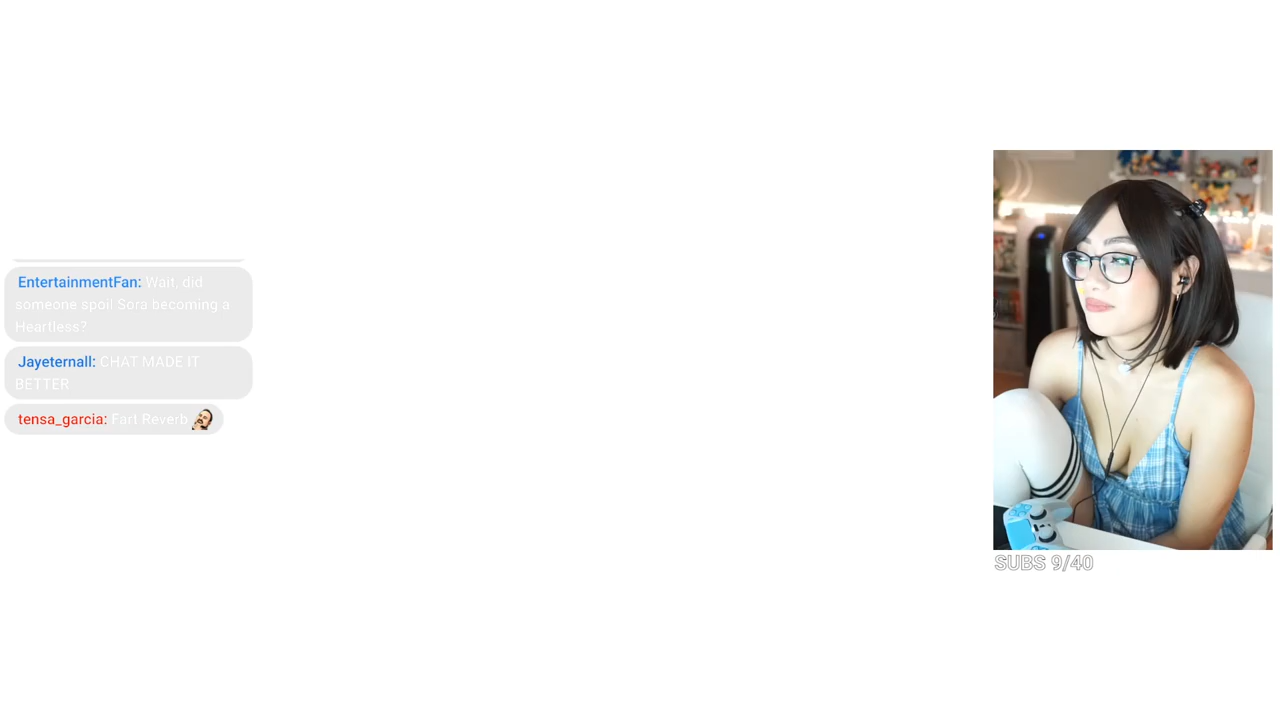 EntertainmentFan: Wait, did
someone spoil Sora becoming a
Heartless?
Jayeternall: CHAT MADE IT
BETTER
tensa_garcia: Fart Reverb
SUBS 9/40